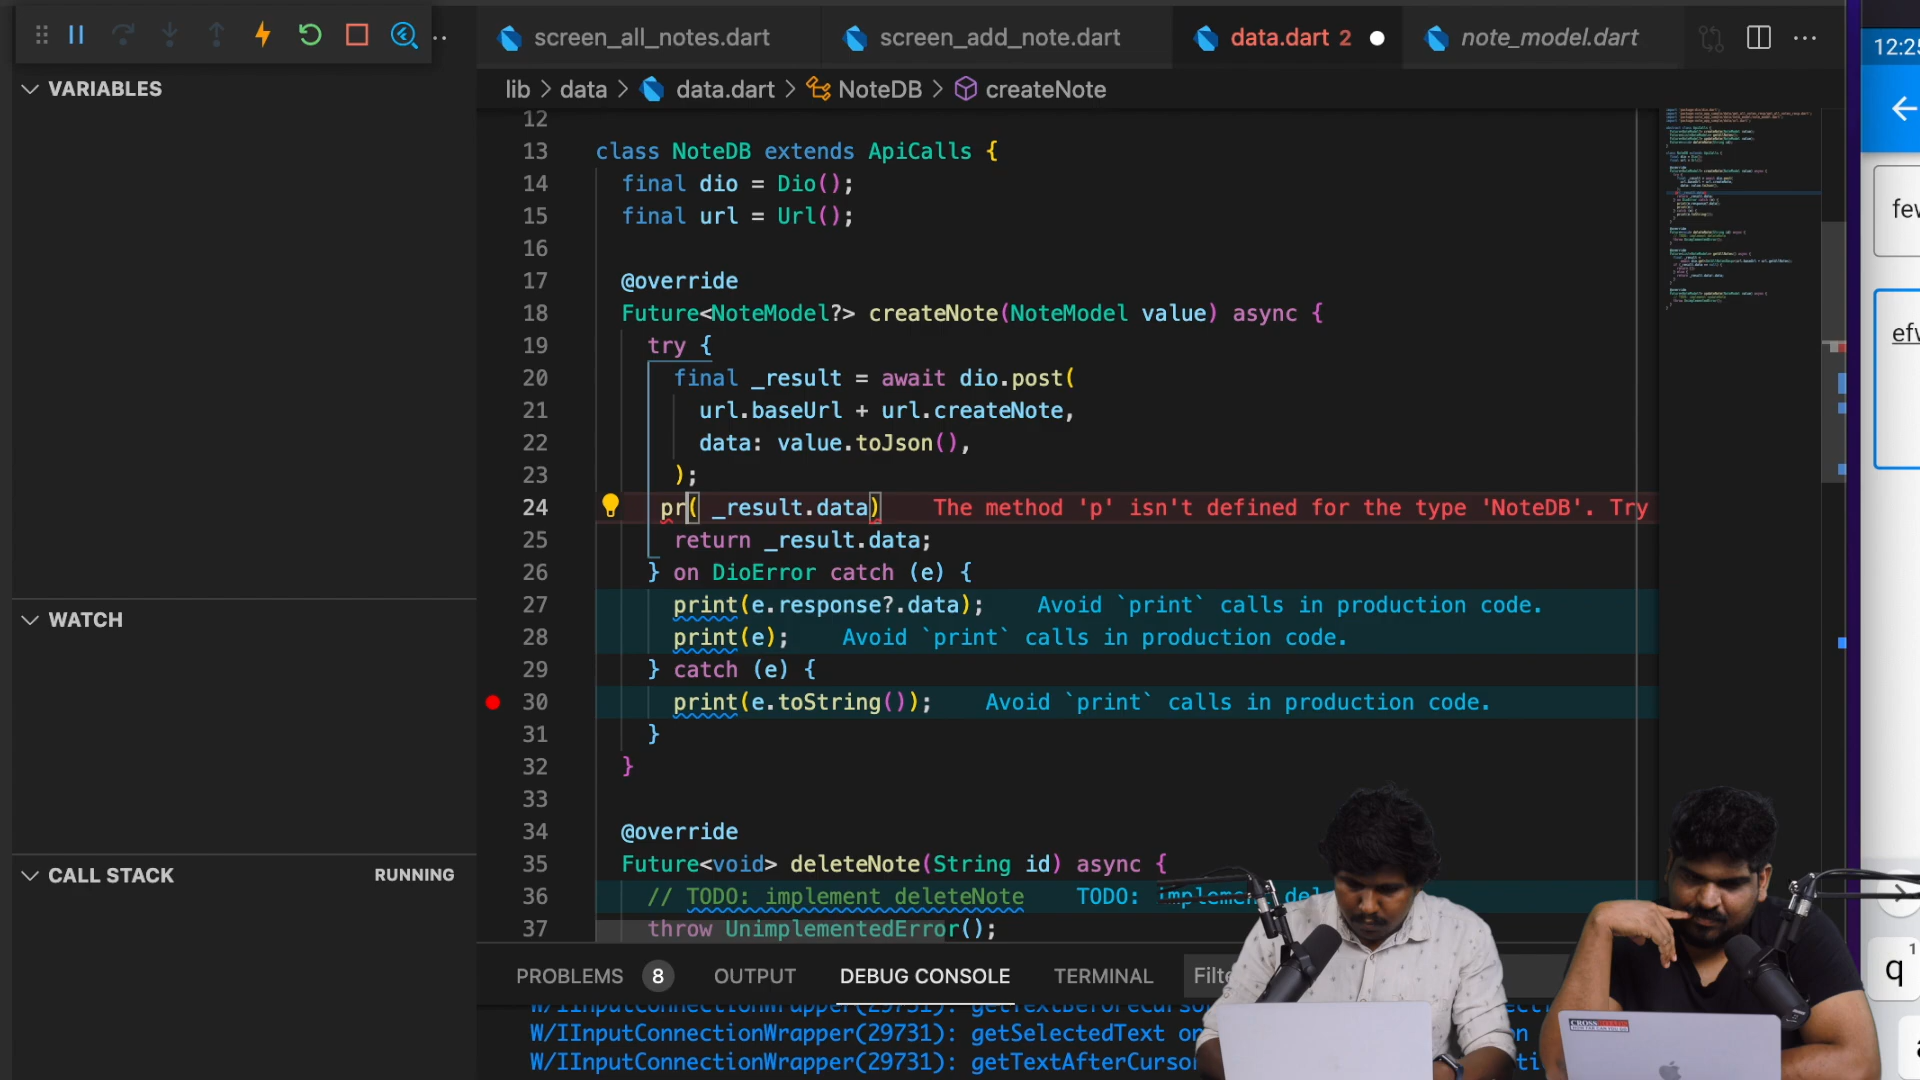 screen_all_notes.dart
screen_add_note.dart
data.dart 2
note_model.dart
12:25
VARIABLES
lib > data > data.dart > NoteDB > createNote
12
13 class NoteDB extends ApiCalls {
14 final dio = Dio();
15 final url = Url();
16
17 @override
18 Future<NoteModel?> createNote(NoteModel value) async {
19 try {
20 final _result = await dio.post(
21 url.baseUrl + url.createNote,
22 data: value.toJson(),
23 );
24 pr( _result.data) The method 'p' isn't defined for the type 'NoteDB'. Try
25 return _result.data;
26 } on DioError catch (e) {
27 print(e.response?.data); Avoid `print` calls in production code.
28 print(e); Avoid `print` calls in production code.
29 } catch (e) {
30 print(e.toString()); Avoid `print` calls in production code.
31 }
32 }
33
34 @override
35 Future<void> deleteNote(String id) async {
36 // TODO: implement deleteNote TODO: implement del
37 throw UnimplementedError();
WATCH
CALL STACK RUNNING
PROBLEMS 8 OUTPUT DEBUG CONSOLE TERMINAL Filte
W/IInputConnectionWrapper(29731): getTextBeforeCurso
W/IInputConnectionWrapper(29731): getSelectedText on
W/IInputConnectionWrapper(29731): getTextAfterCursor
few
efw
1
q